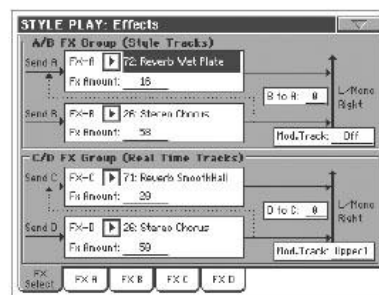 STYLE PLAY: Effects
A/B FX Group (Style Tracks)
Send A FX-A 72: Reverb Wet Plate
Fx Amount: 16
L/Mono
Right
B to A: 0
Send B FX-B 26: Stereo Chorus
Fx Amount: 50
Mod.Track: Off
C/D FX Group (Real Time Tracks)
Send C FX-C 71: Reverb SmoothHall
Fx Amount: 20
L/Mono
Right
D to C: 0
Send D FX-D 26: Stereo Chorus
Fx Amount: 50
Mod.Track: Upper1
FX Select FX A FX B FX C FX D